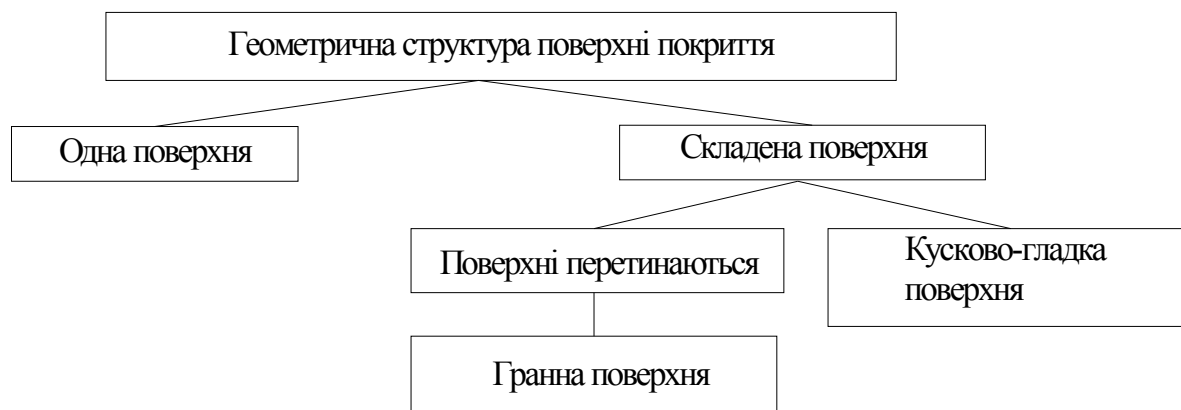 Геометрична структура поверхні покриття
Одна поверхня
Складена поверхня
Поверхні перетинаються
Кусково-гладка
поверхня
Гранна поверхня